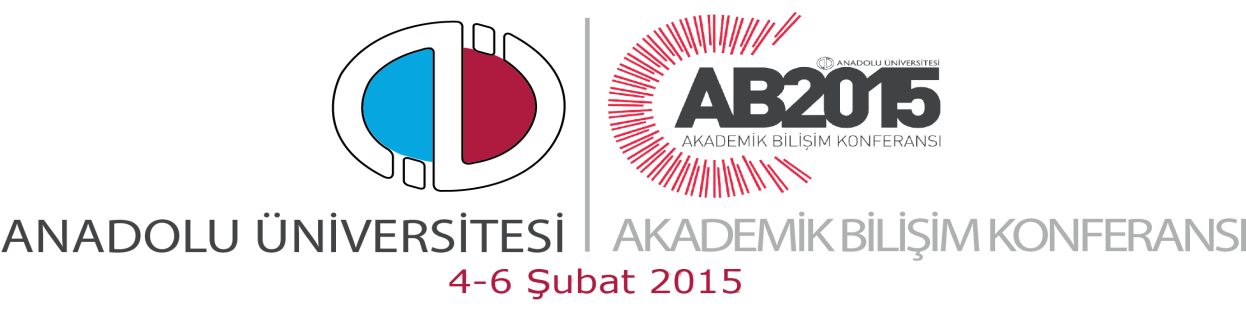 ANADOLU ÜNİVERSİTESİ
AB2015
AKADEMİK BİLİŞİM KONFERANSI
ANADOLU ÜNİVERSİTESİ
AKADEMİK BİLİŞİM KONFERANSI
4-6 Şubat 2015